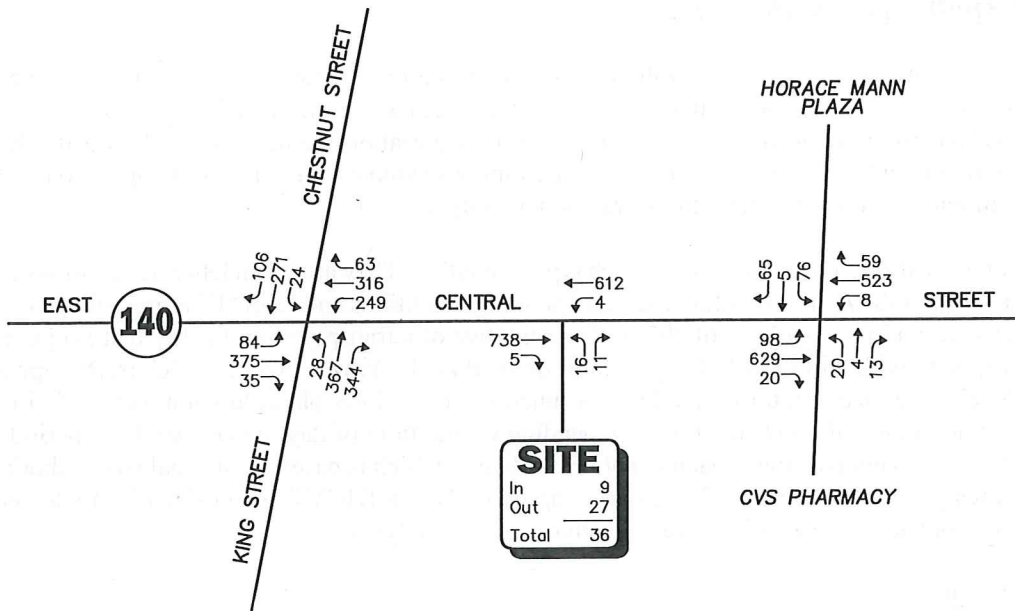 CHESTNUT STREET
HORACE MANN
PLAZA
106
271
24
63
316
249
EAST
140
CENTRAL
84
375
35
28
367
344
612
4
738
5
16
11
65
5
76
59
523
8
STREET
98
629
20
20
4
13
KING STREET
SITE
In 9
Out 27
Total 36
CVS PHARMACY